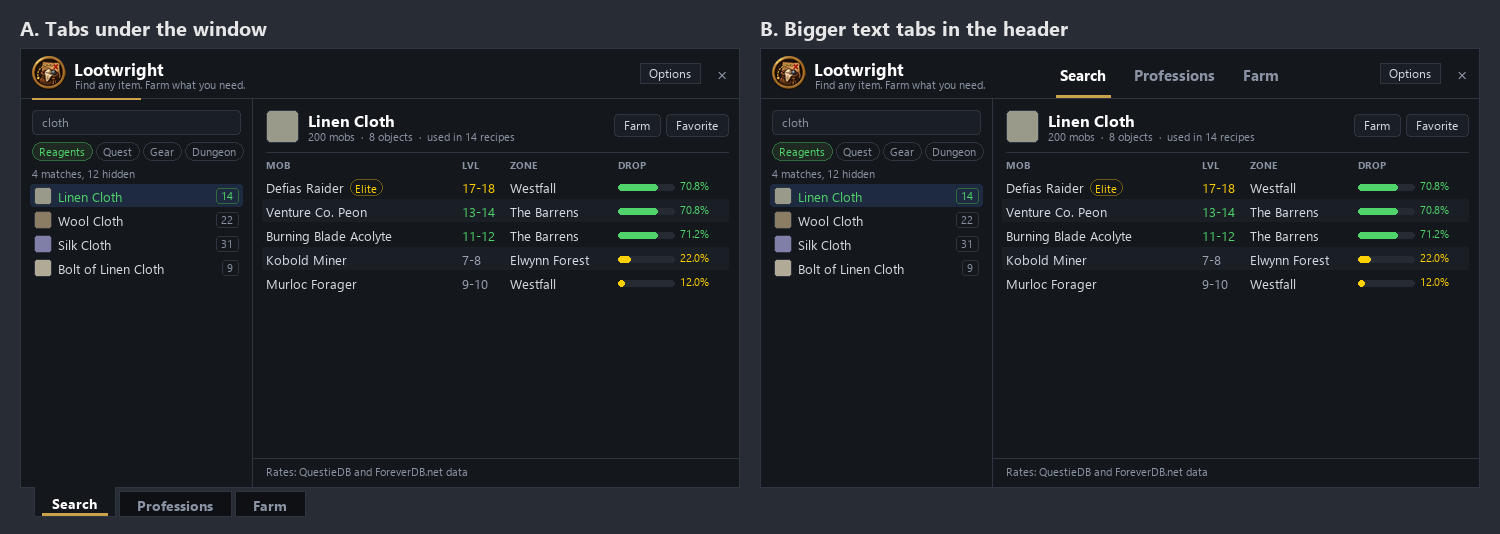 A. Tabs under the window
Lootwright
Find any item. Farm what you need.
Options ×
cloth
Reagents Quest Gear Dungeon
4 matches, 12 hidden
Linen Cloth 14
Wool Cloth 22
Silk Cloth 31
Bolt of Linen Cloth 9
Linen Cloth
200 mobs · 8 objects · used in 14 recipes
Farm Favorite
MOB LVL ZONE DROP
Defias Raider Elite 17-18 Westfall 70.8%
Venture Co. Peon 13-14 The Barrens 70.8%
Burning Blade Acolyte 11-12 The Barrens 71.2%
Kobold Miner 7-8 Elwynn Forest 22.0%
Murloc Forager 9-10 Westfall 12.0%
Rates: QuestieDB and ForeverDB.net data
Search Professions Farm
B. Bigger text tabs in the header
Lootwright
Find any item. Farm what you need.
Search Professions Farm
Options ×
cloth
Reagents Quest Gear Dungeon
4 matches, 12 hidden
Linen Cloth 14
Wool Cloth 22
Silk Cloth 31
Bolt of Linen Cloth 9
Linen Cloth
200 mobs · 8 objects · used in 14 recipes
Farm Favorite
MOB LVL ZONE DROP
Defias Raider Elite 17-18 Westfall 70.8%
Venture Co. Peon 13-14 The Barrens 70.8%
Burning Blade Acolyte 11-12 The Barrens 71.2%
Kobold Miner 7-8 Elwynn Forest 22.0%
Murloc Forager 9-10 Westfall 12.0%
Rates: QuestieDB and ForeverDB.net data